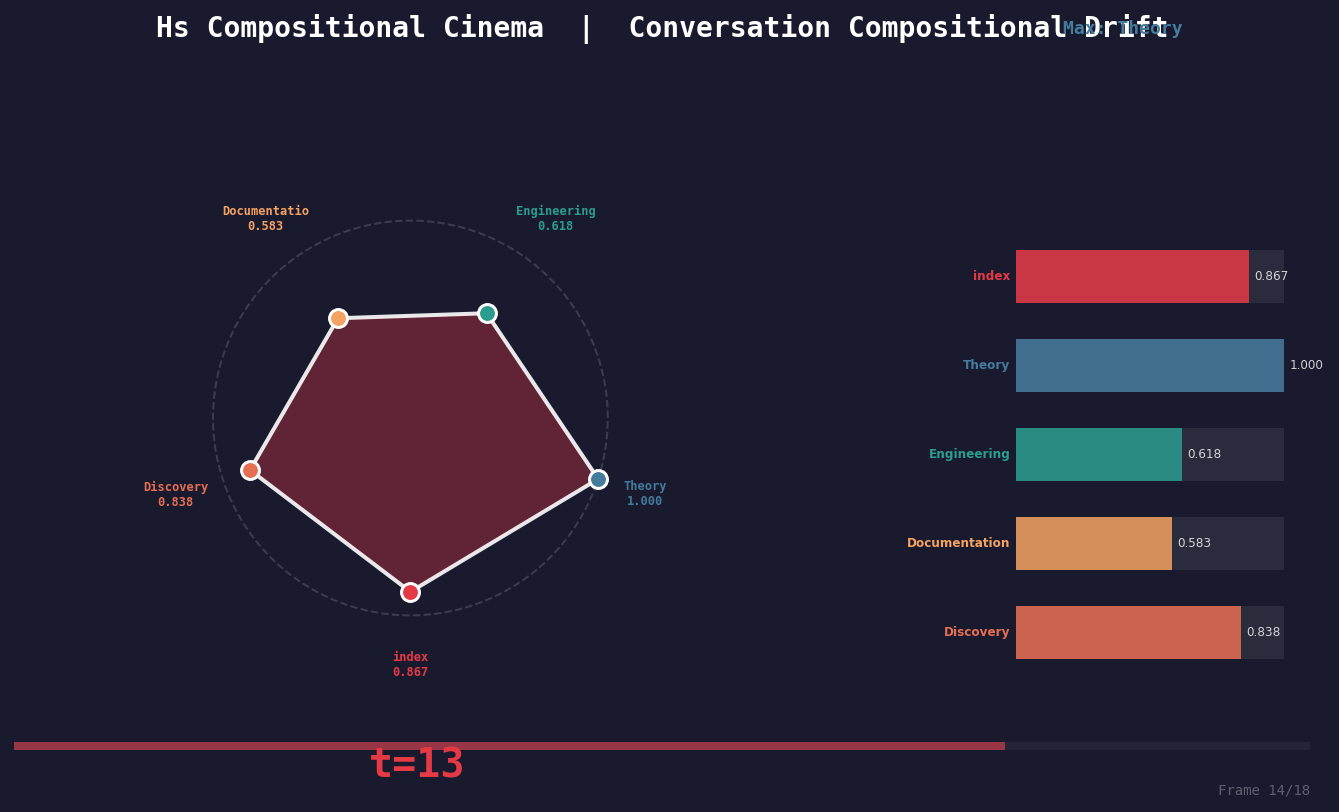 Hs Compositional Cinema | Conversation Compositional Drift
Max: Theory
Documentatio
0.583
Engineering
0.618
Discovery
0.838
Theory
1.000
index
0.867
index
0.867
Theory
1.000
Engineering
0.618
Documentation
0.583
Discovery
0.838
t=13
Frame 14/18